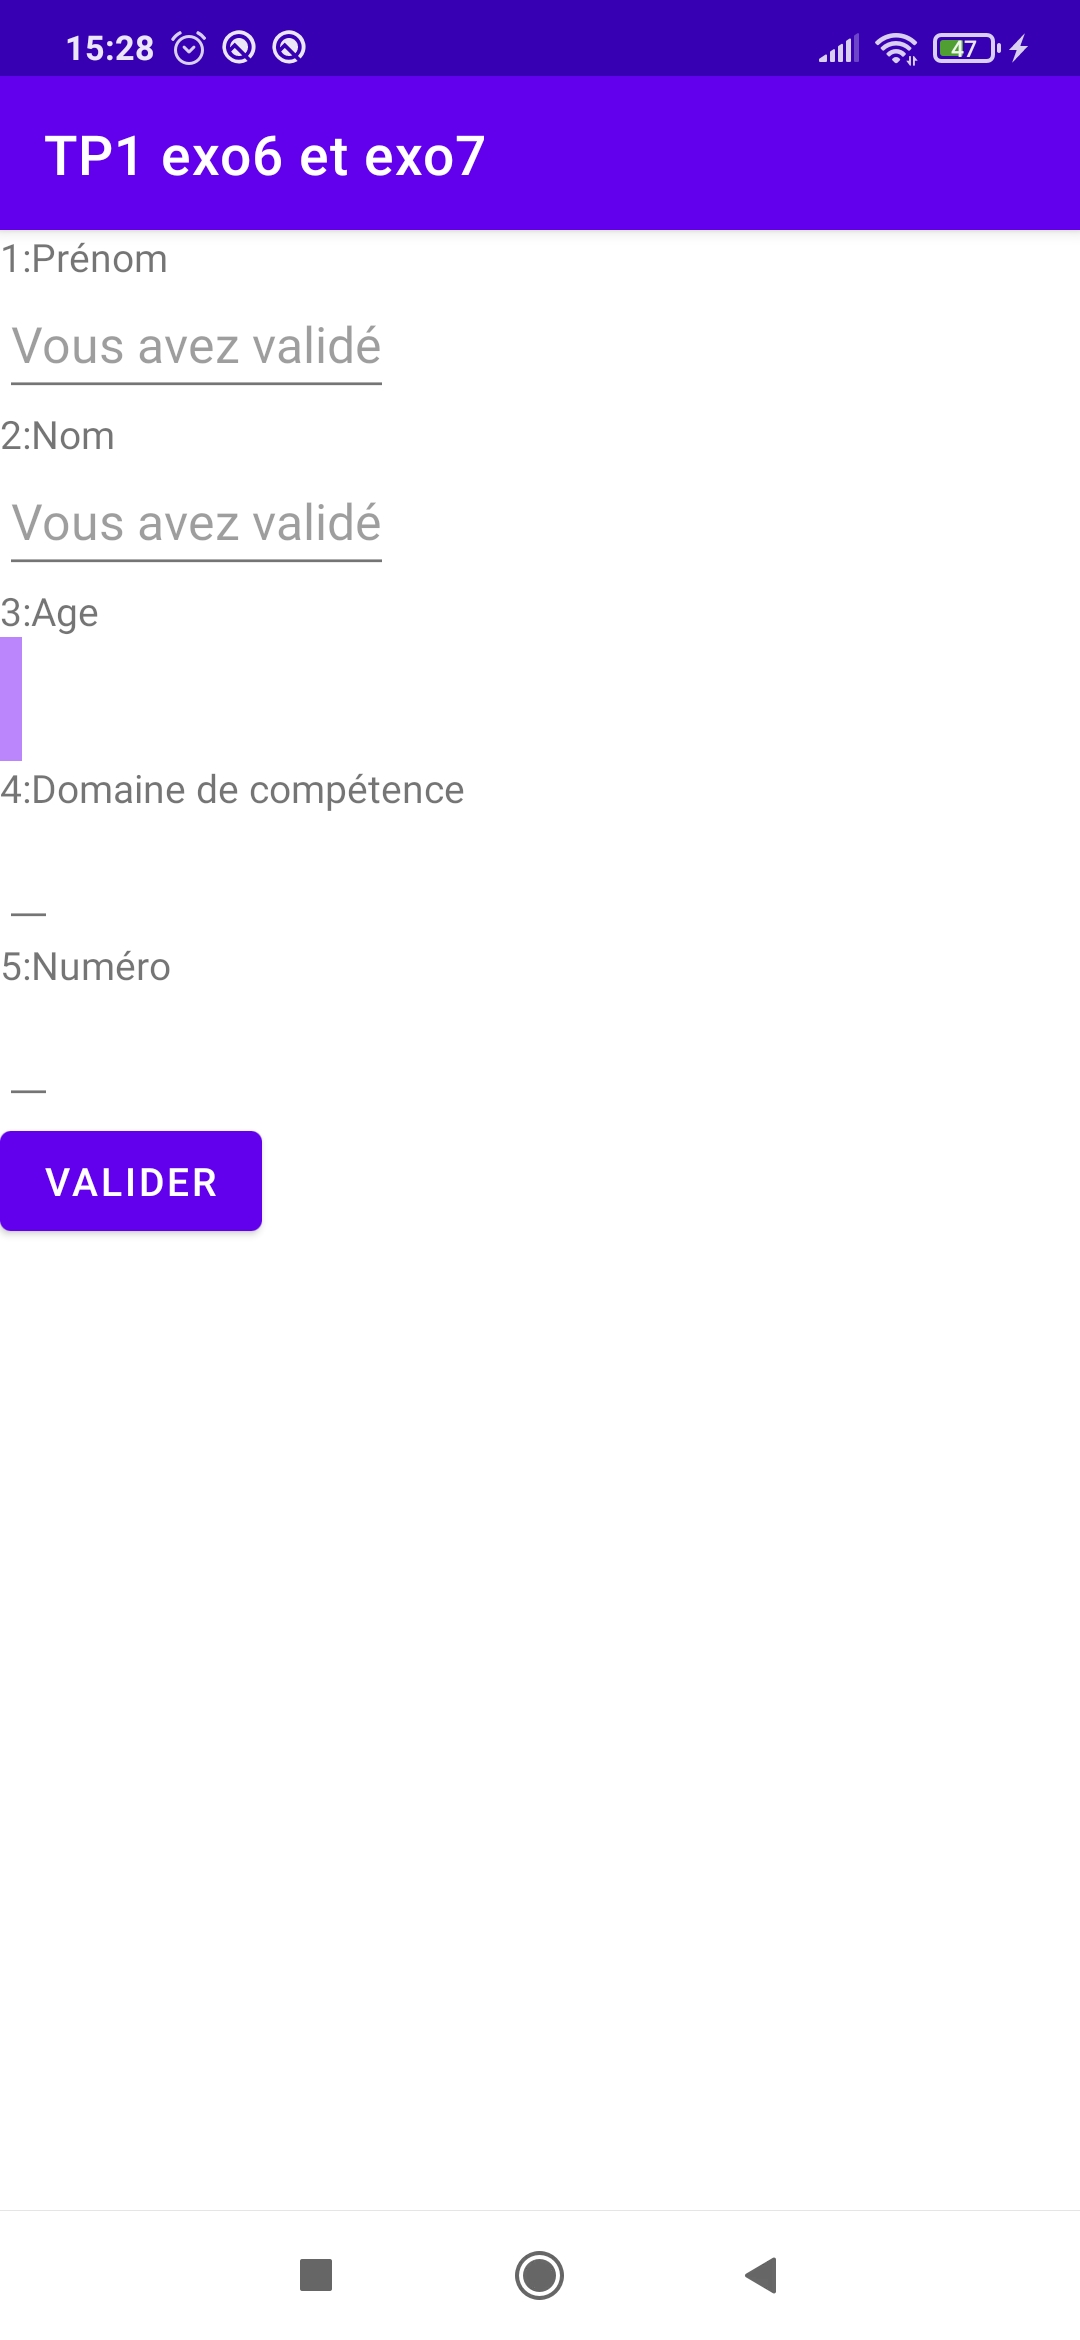 15:28
47
TP1 exo6 et exo7
1:Prénom
Vous avez validé
2:Nom
Vous avez validé
3:Age
4:Domaine de compétence
5:Numéro
VALIDER